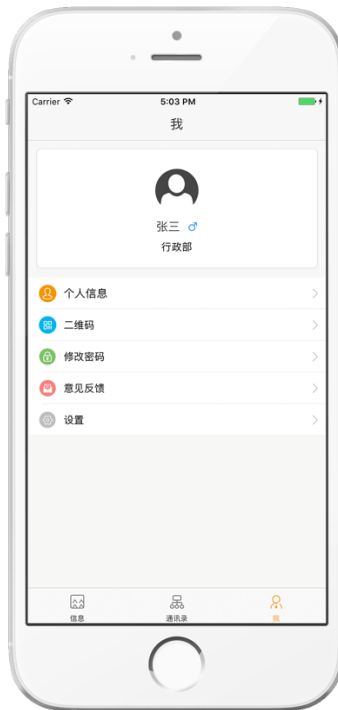 Carrier
5:03 PM
我
张三
行政部
个人信息
二维码
修改密码
意见反馈
设置
信息
通讯录
我